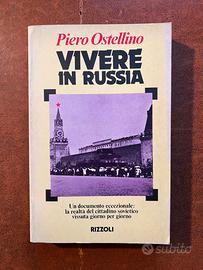 Piero Ostellino
VIVERE
IN RUSSIA
Un documento eccezionale:
la realtà del cittadino sovietico
vissuta giorno per giorno
RIZZOLI
subito